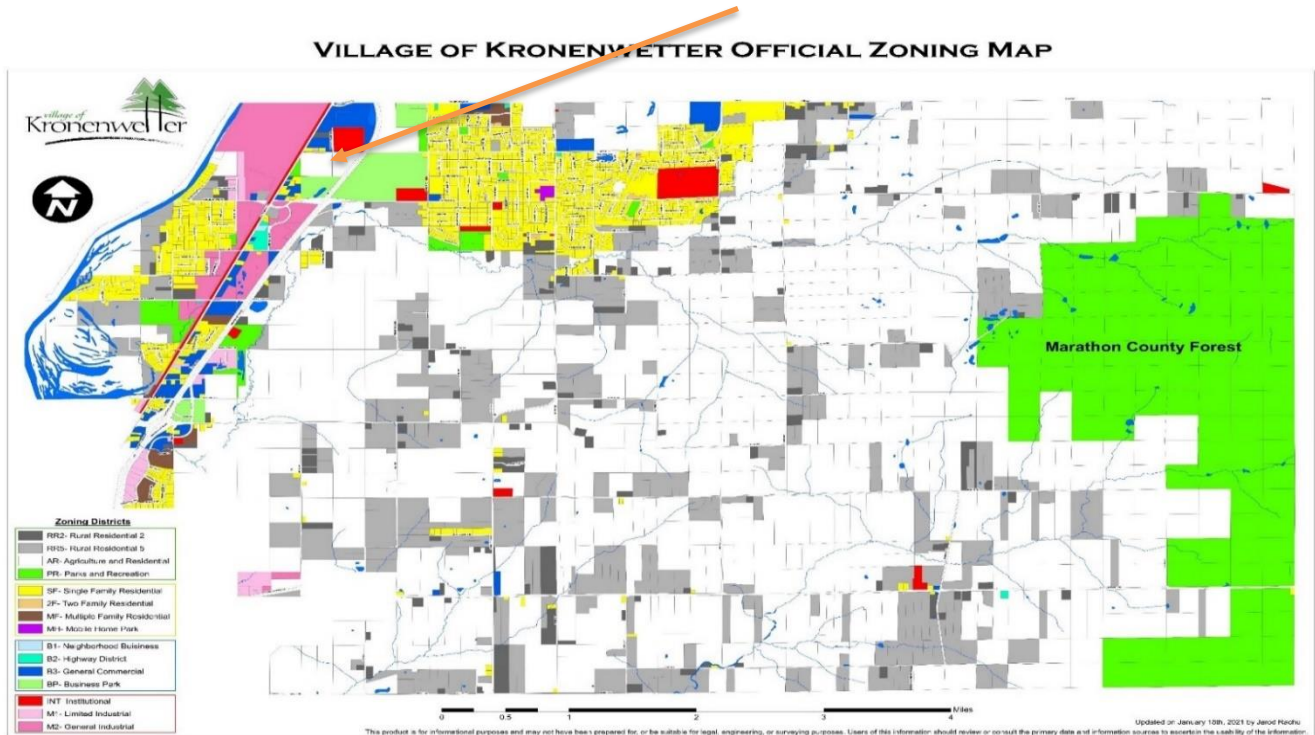 VILLAGE OF KRONENWETTER OFFICIAL ZONING MAP
village of
Kronenwetter
N
Marathon County Forest
Zoning Districts
RR2- Rural Residential 2
RR5- Rural Residential 5
AR- Agriculture and Residential
PR- Parks and Recreation
SF- Single Family Residential
2F- Two Family Residential
MF- Multiple Family Residential
MH- Mobile Home Park
B1- Neighborhood Buisiness
B2- Highway District
B3- General Commercial
BP- Business Park
INT Institutional
M1- Limited Industrial
M2- General Industrial
Miles
0 0.5 1 2 3 4
Updated on January 18th, 2021 by Jarod
This product is for informational purposes and may not have been prepared for, or be suitable for legal, engineering, or surveying purposes. Users of this information should review or consult the primary data and information sources to ascertain the usability of the information.